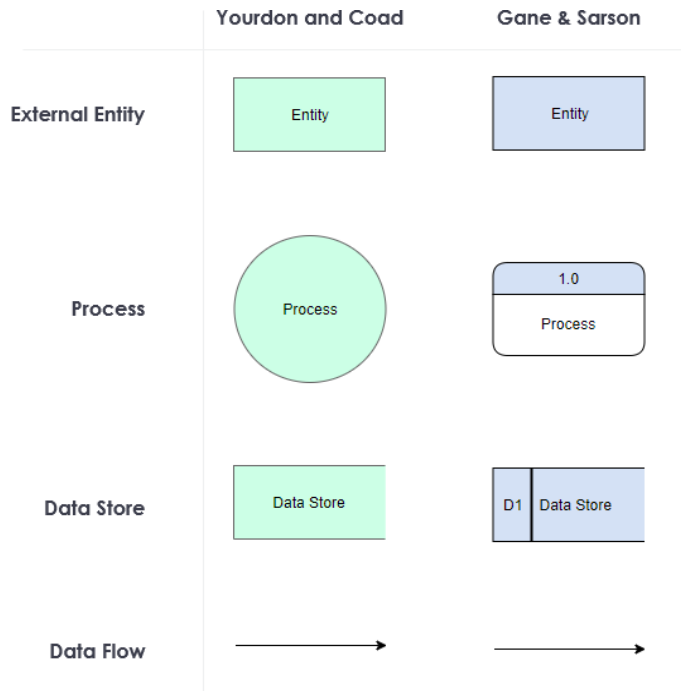 Yourdon and Coad Gane & Sarson
External Entity Entity Entity
1.0
Process Process Process
Data Store Data Store D1 Data Store
Data Flow